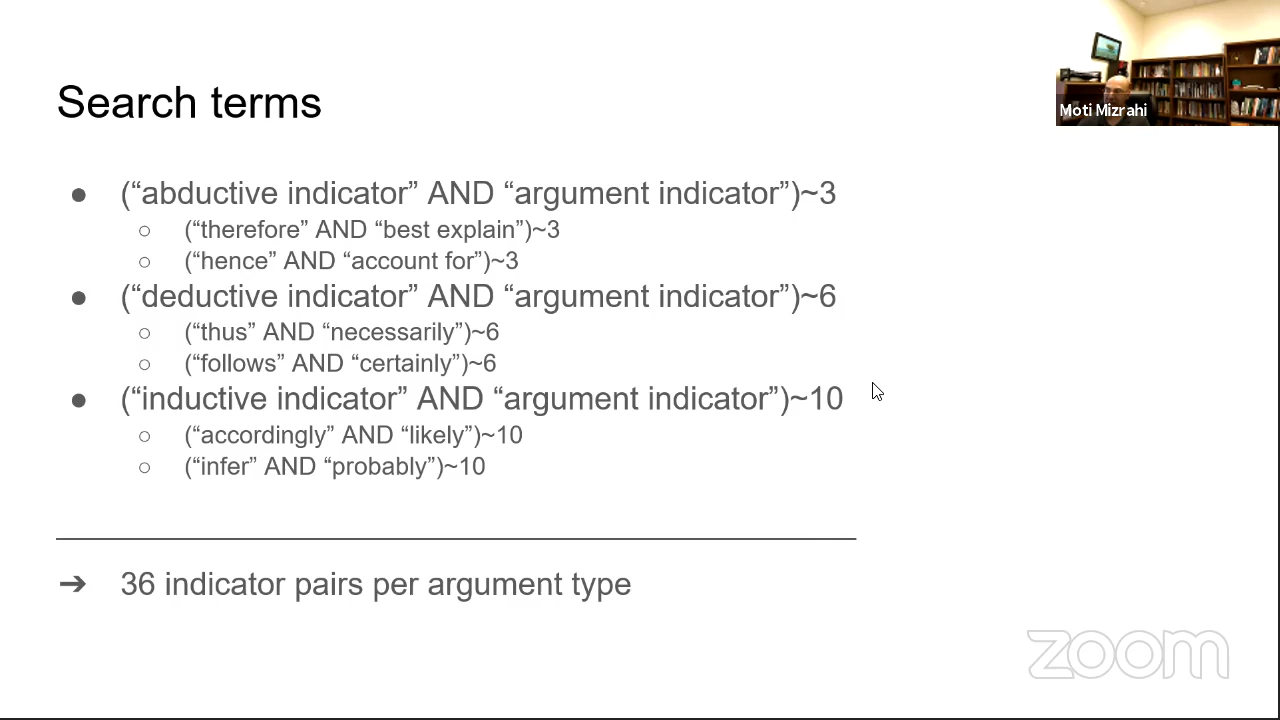 Search terms
Moti Mizrahi
● (“abductive indicator” AND “argument indicator”)~3
○ (“therefore” AND “best explain”)~3
○ (“hence” AND “account for”)~3
● (“deductive indicator” AND “argument indicator”)~6
○ (“thus” AND “necessarily”)~6
○ (“follows” AND “certainly”)~6
● (“inductive indicator” AND “argument indicator”)~10
○ (“accordingly” AND “likely”)~10
○ (“infer” AND “probably”)~10
➔ 36 indicator pairs per argument type
zoom